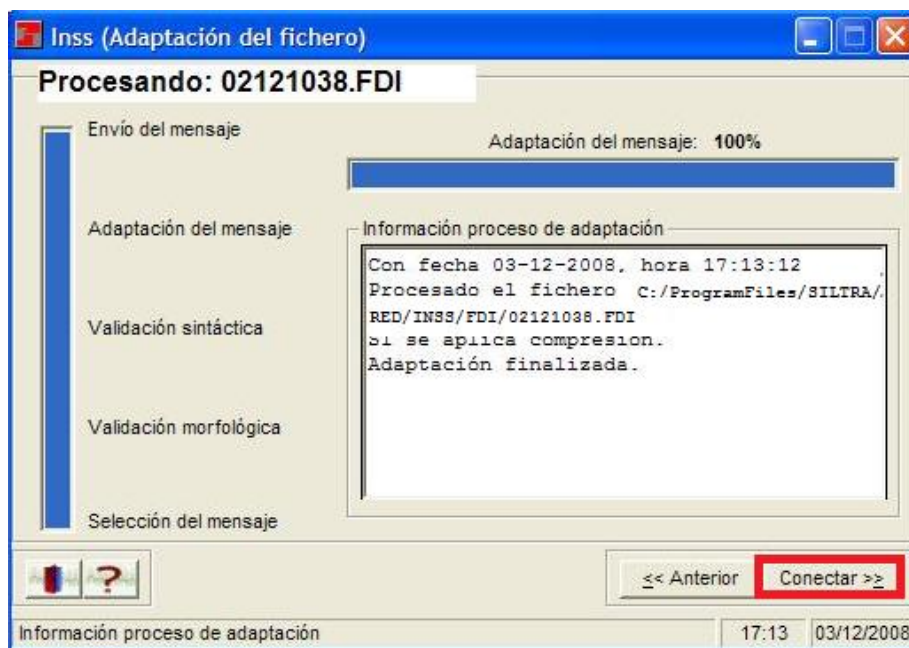 Inss (Adaptación del fichero)
Procesando: 02121038.FDI
Envío del mensaje
Adaptación del mensaje: 100%
Adaptación del mensaje
Información proceso de adaptación
Con fecha 03-12-2008, hora 17:13:12
Procesado el fichero C:/ProgramFiles/SILTRA/
RED/INSS/FDI/02121038.FDI
Si se aplica compresion.
Adaptación finalizada.
Validación sintáctica
Validación morfológica
Selección del mensaje
<< Anterior
Conectar >>
Información proceso de adaptación
17:13
03/12/2008